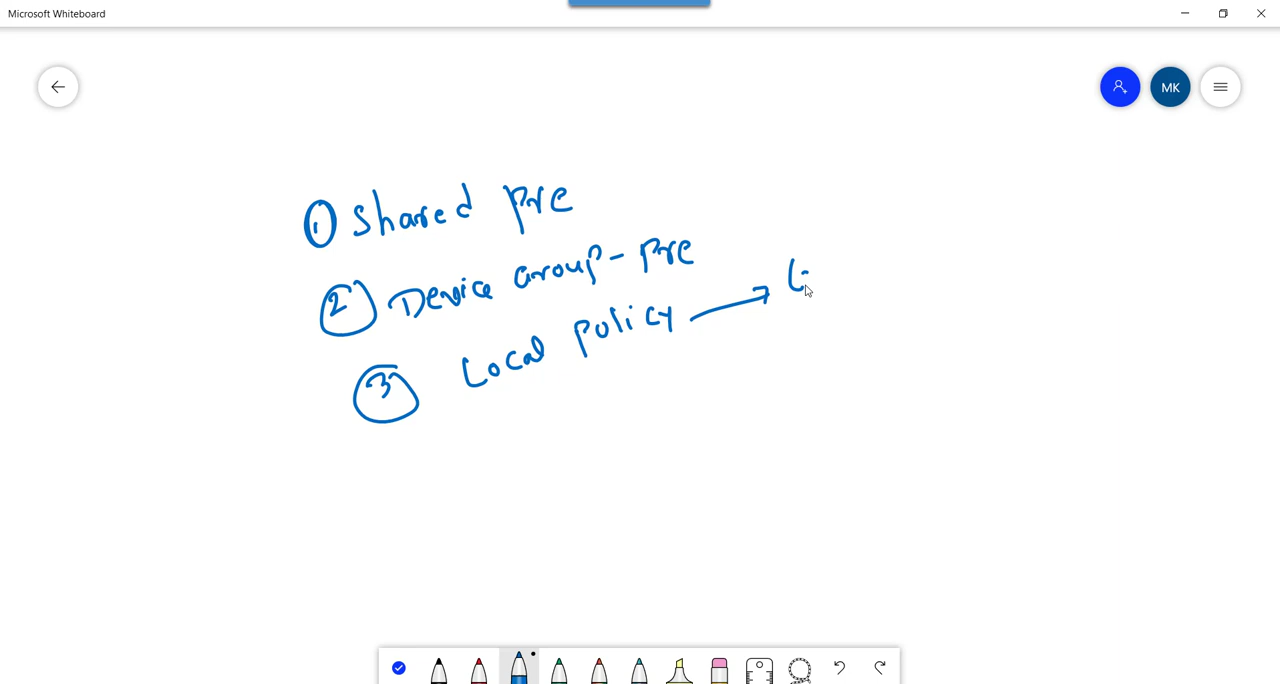 Microsoft Whiteboard
MK
1 Shared Pre
2 Device Group - Pre
3 Local Policy →